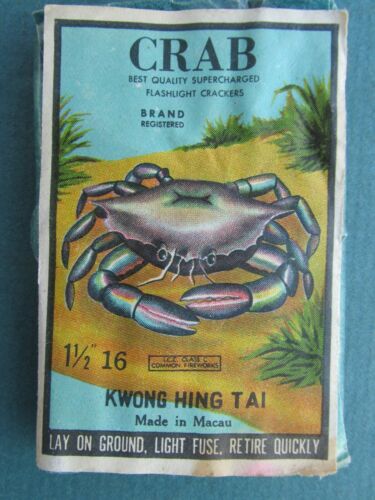 CRAB
BEST QUALITY SUPERCHARGED
FLASHLIGHT CRACKERS
BRAND
REGISTERED
1½" 16
I.C.C. CLASS C
COMMON FIREWORKS
KWONG HING TAI
Made in Macau
LAY ON GROUND, LIGHT FUSE, RETIRE QUICKLY